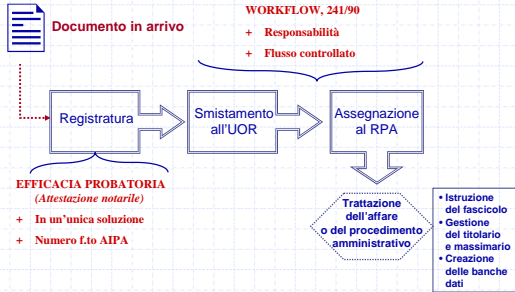 WORKFLOW, 241/90
+ Responsabilità
+ Flusso controllato
Documento in arrivo
Registratura
Smistamento
all'UOR
Assegnazione
al RPA
EFFICACIA PROBATORIA
(Attestazione notarile)
+ In un'unica soluzione
+ Numero f.to AIPA
Trattazione
dell'affare
o del procedimento
amministrativo
• Istruzione
del fascicolo
• Gestione
del titolario
e massimario
• Creazione
delle banche
dati